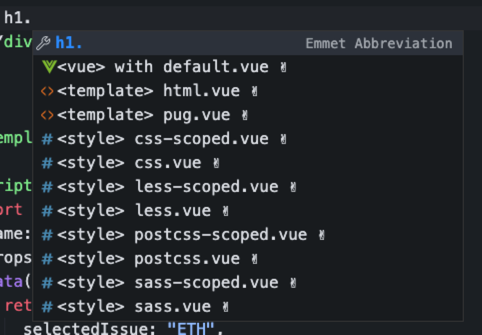 h1.
/div
h1. Emmet Abbreviation
<vue> with default.vue ✌
<template> html.vue ✌
<template> pug.vue ✌
empl
<style> css-scoped.vue ✌
<style> css.vue ✌
ript
<style> less-scoped.vue ✌
ort
<style> less.vue ✌
ame:
<style> postcss-scoped.vue ✌
rops
<style> postcss.vue ✌
ata(
<style> sass-scoped.vue ✌
ret
<style> sass.vue ✌
selectedIssue: "ETH",